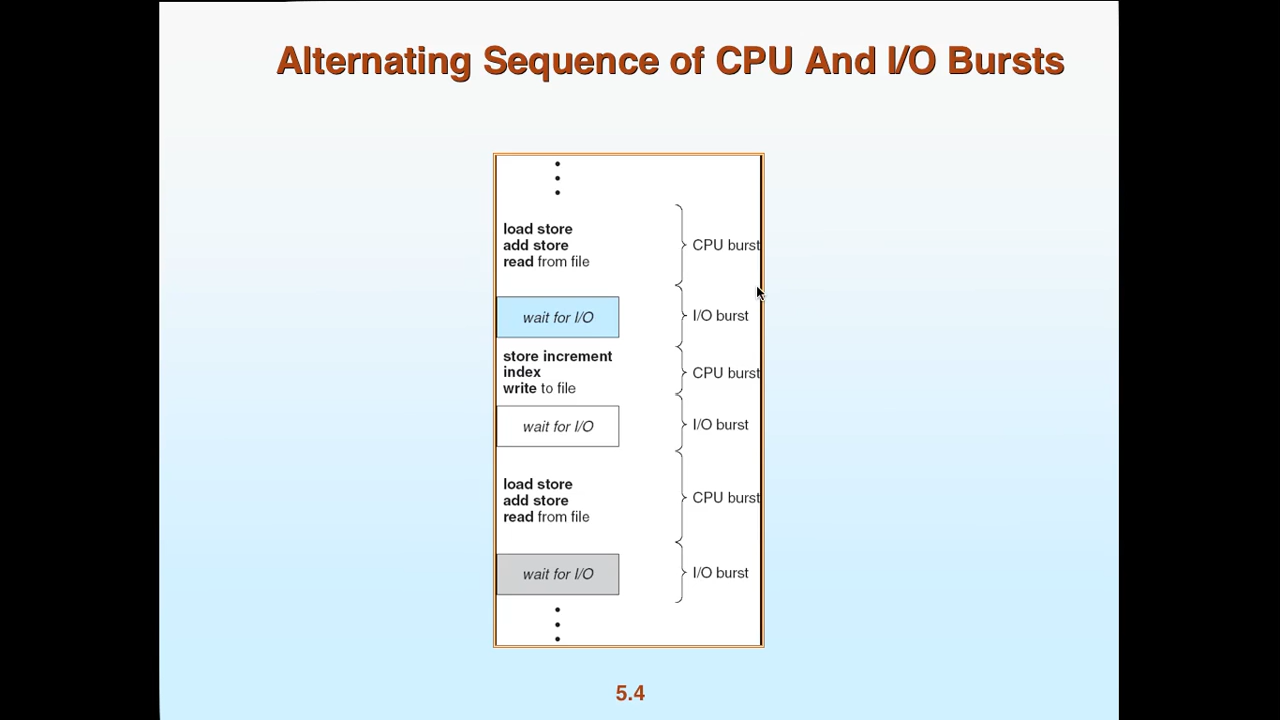 Alternating Sequence of CPU And I/O Bursts
load store
add store
read from file
CPU burst
wait for I/O
I/O burst
store increment
index
write to file
CPU burst
wait for I/O
I/O burst
load store
add store
read from file
CPU burst
wait for I/O
I/O burst
5.4